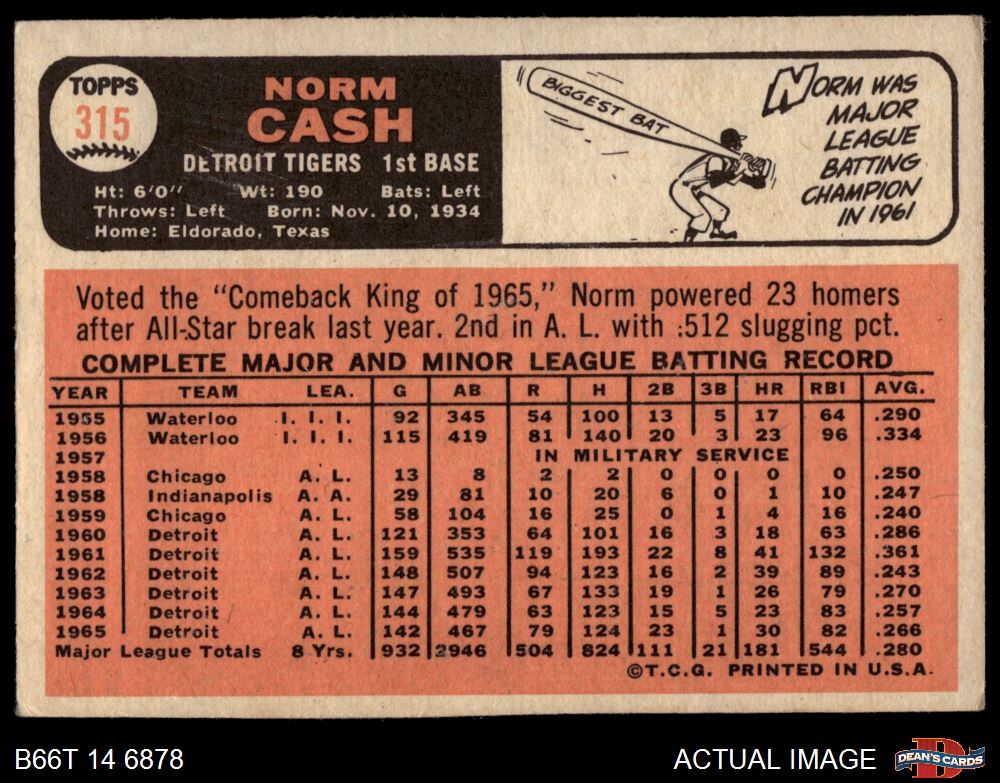 TOPPS
315
NORM
CASH
DETROIT TIGERS 1st BASE
Ht: 6'0" Wt: 190 Bats: Left
Throws: Left Born: Nov. 10, 1934
Home: Eldorado, Texas
BIGGEST BAT
NORM WAS
MAJOR
LEAGUE
BATTING
CHAMPION
IN 1961
Voted the "Comeback King of 1965," Norm powered 23 homers
after All-Star break last year. 2nd in A. L. with .512 slugging pct.
COMPLETE MAJOR AND MINOR LEAGUE BATTING RECORD
YEAR TEAM LEA. G AB R H 2B 3B HR RBI AVG.
1955 Waterloo I. I. I. 92 345 54 100 13 5 17 64 .290
1956 Waterloo I. I. I. 115 419 81 140 20 3 23 96 .334
1957 IN MILITARY SERVICE
1958 Chicago A. L. 13 8 2 2 0 0 0 0 .250
1958 Indianapolis A. A. 29 81 10 20 6 0 1 10 .247
1959 Chicago A. L. 58 104 16 25 0 1 4 16 .240
1960 Detroit A. L. 121 353 64 101 16 3 18 63 .286
1961 Detroit A. L. 159 535 119 193 22 8 41 132 .361
1962 Detroit A. L. 148 507 94 123 16 2 39 89 .243
1963 Detroit A. L. 147 493 67 133 19 1 26 79 .270
1964 Detroit A. L. 144 479 63 123 15 5 23 83 .257
1965 Detroit A. L. 142 467 79 124 23 1 30 82 .266
Major League Totals 8 Yrs. 932 2946 504 824 111 21 181 544 .280
©T.C.G. PRINTED IN U.S.A.
B66T 14 6878
ACTUAL IMAGE
D
DEAN'S CARDS